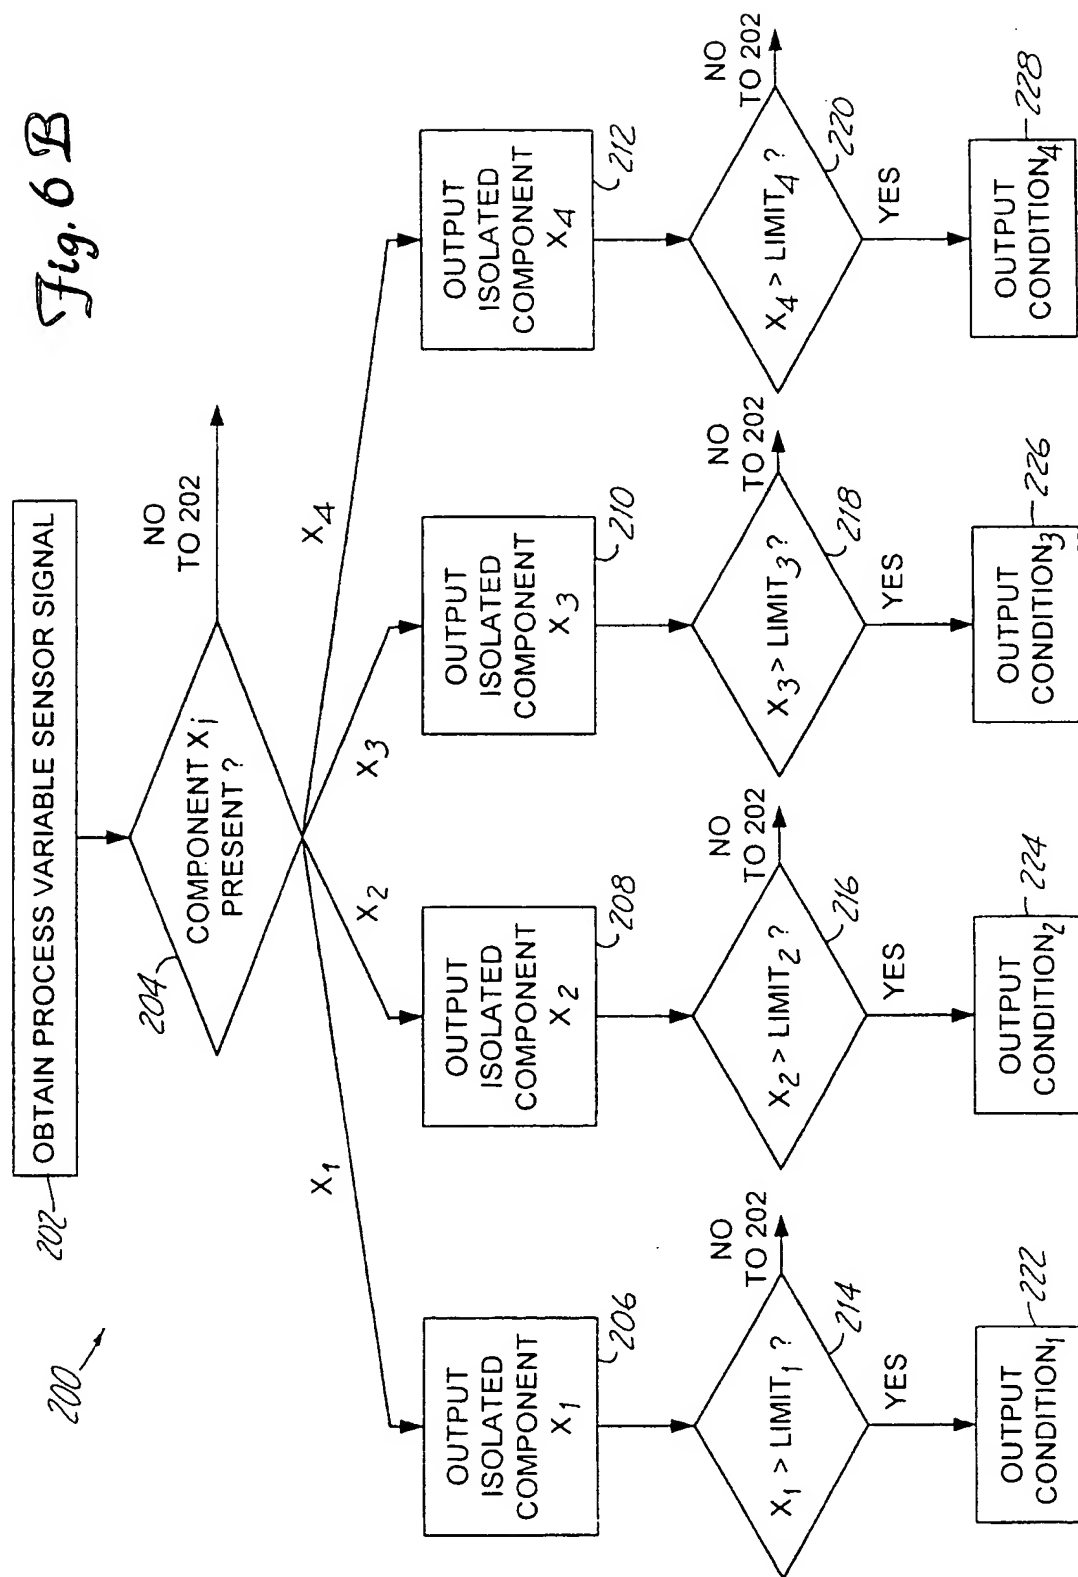 Fig. 6B
200
202
OBTAIN PROCESS VARIABLE SENSOR SIGNAL
204
COMPONENT Xj
PRESENT ?
NO
TO 202
X1
X2
X3
X4
OUTPUT
ISOLATED
COMPONENT
X1
206
OUTPUT
ISOLATED
COMPONENT
X2
208
OUTPUT
ISOLATED
COMPONENT
X3
210
OUTPUT
ISOLATED
COMPONENT
X4
212
X1 > LIMIT1 ?
214
NO
TO 202
YES
X2 > LIMIT2 ?
216
NO
TO 202
YES
X3 > LIMIT3 ?
218
NO
TO 202
YES
X4 > LIMIT4 ?
220
NO
TO 202
YES
OUTPUT
CONDITION1
222
OUTPUT
CONDITION2
224
OUTPUT
CONDITION3
226
OUTPUT
CONDITION4
228